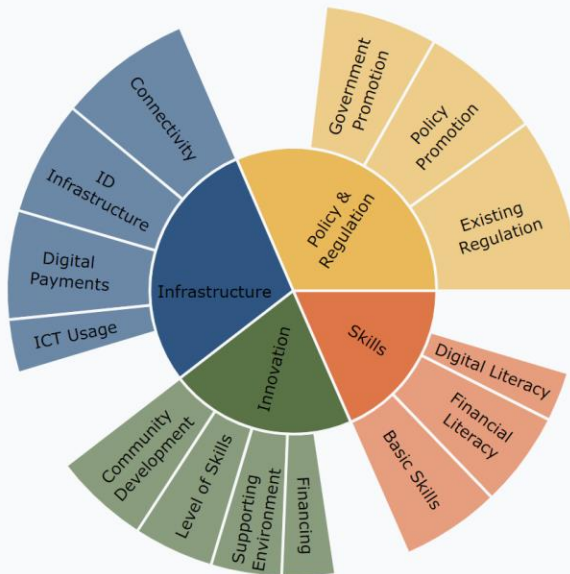 Connectivity
ID
Infrastructure
Digital
Payments
ICT Usage
Infrastructure
Government
Promotion
Policy
Promotion
Existing
Regulation
Policy &
Regulation
Skills
Digital Literacy
Financial
Literacy
Basic Skills
Innovation
Community
Development
Level of Skills
Supporting
Environment
Financing